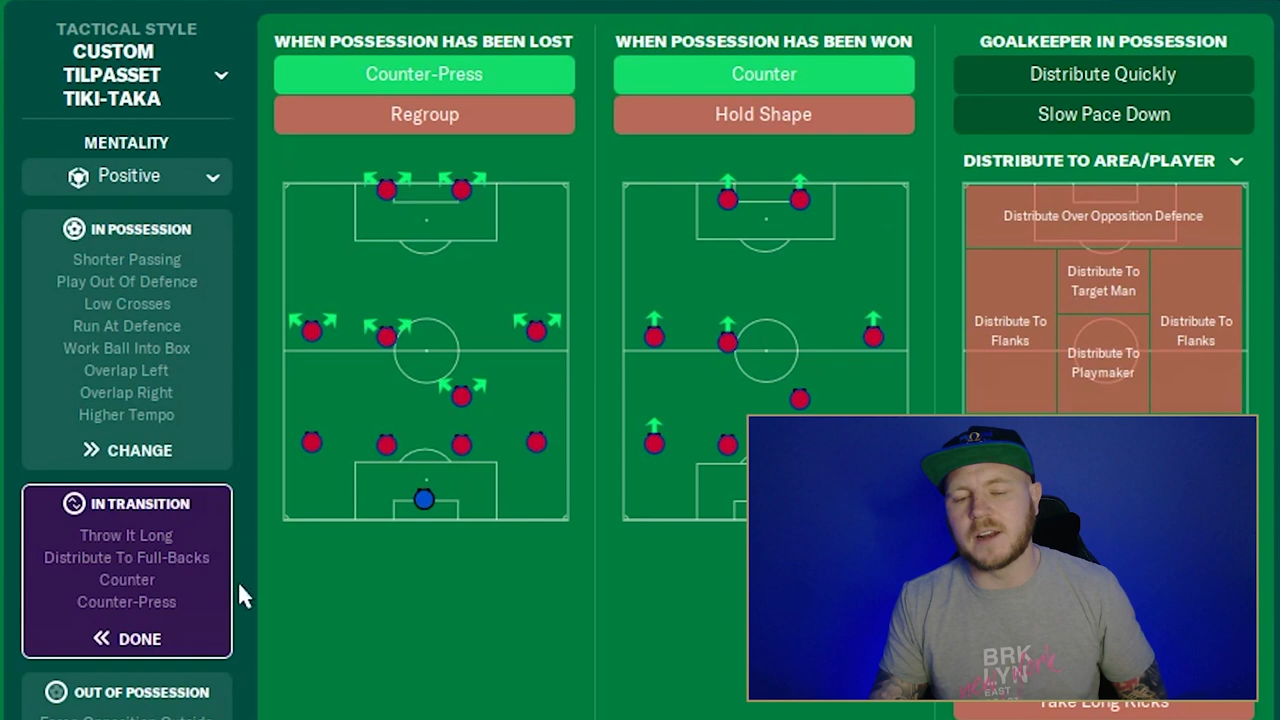 TACTICAL STYLE
CUSTOM
TILPASSET
TIKI-TAKA
MENTALITY
Positive
IN POSSESSION
Shorter Passing
Play Out Of Defence
Low Crosses
Run At Defence
Work Ball Into Box
Overlap Left
Overlap Right
Higher Tempo
CHANGE
IN TRANSITION
Throw It Long
Distribute To Full-Backs
Counter
Counter-Press
DONE
OUT OF POSSESSION
WHEN POSSESSION HAS BEEN LOST
Counter-Press
Regroup
WHEN POSSESSION HAS BEEN WON
Counter
Hold Shape
GOALKEEPER IN POSSESSION
Distribute Quickly
Slow Pace Down
DISTRIBUTE TO AREA/PLAYER
Distribute Over Opposition Defence
Distribute To
Target Man
Distribute To
Flanks
Distribute To
Playmaker
Distribute To
Flanks
BRK
LYN
EAST
Take Long Kicks